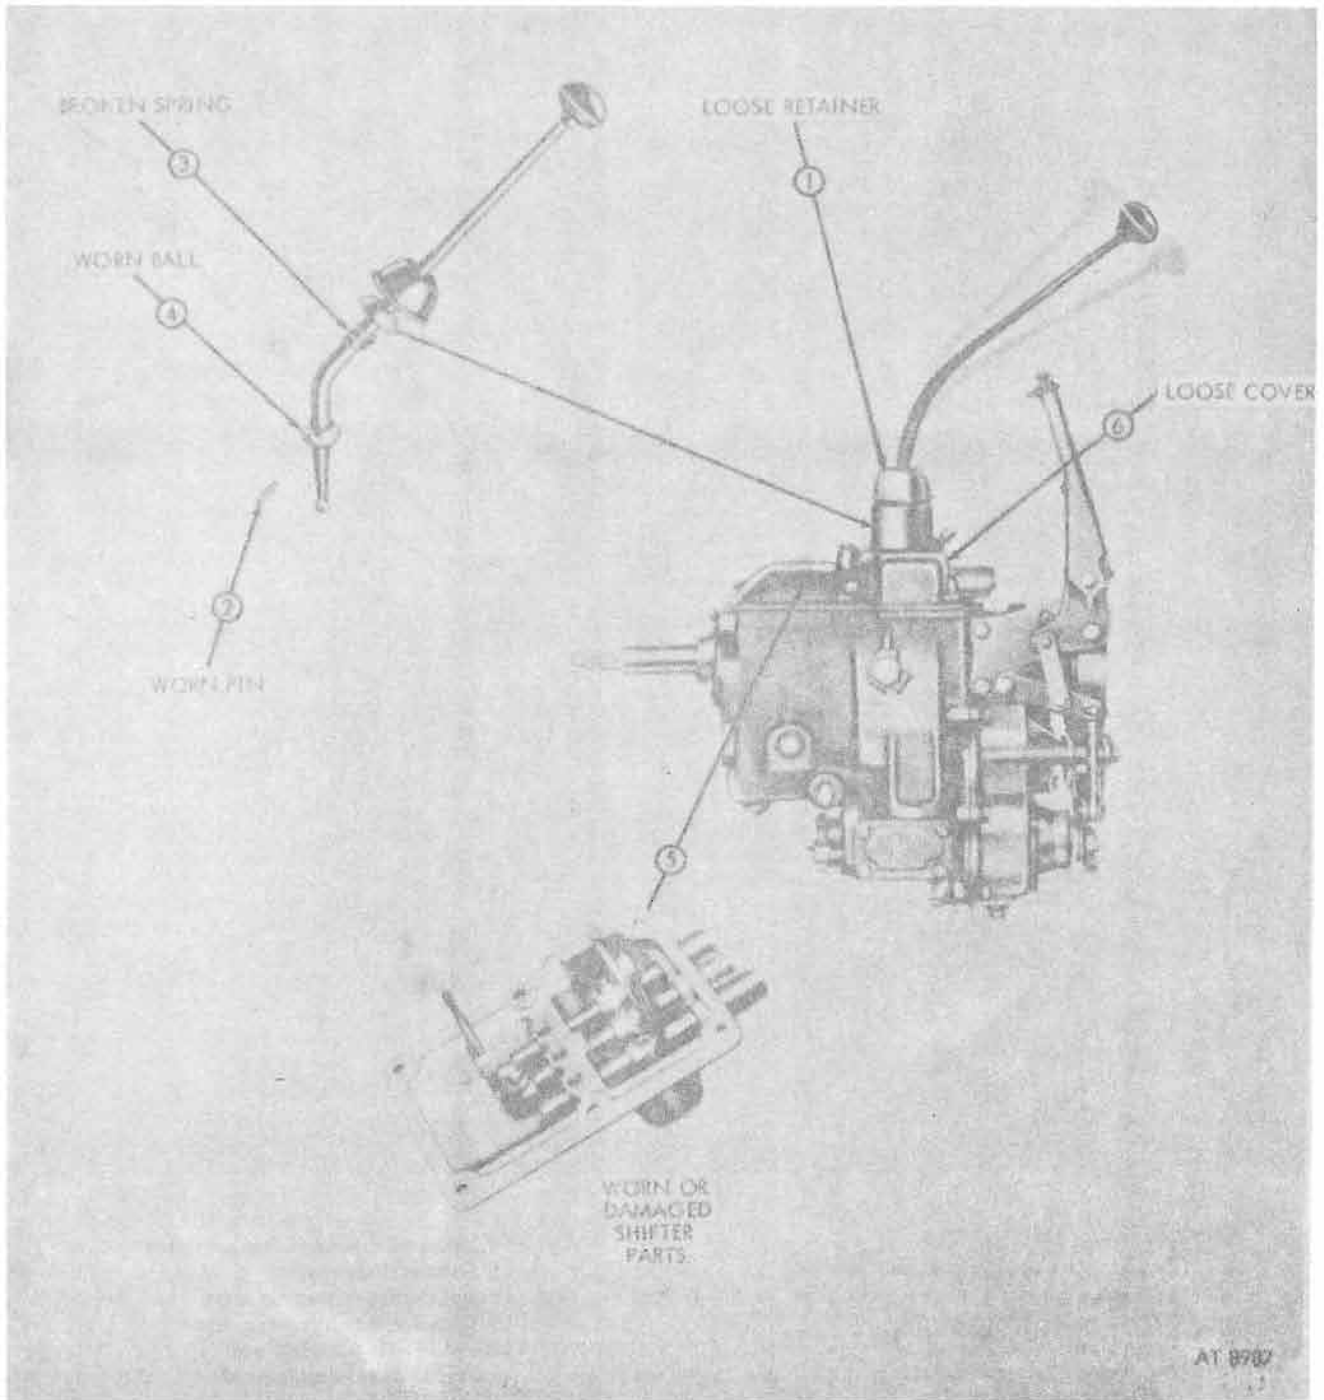 BROKEN SPRING
3
LOOSE RETAINER
1
WORN BALL
4
LOOSE COVER
6
2
WORN PIN
5
WORN OR
DAMAGED
SHIFTER
PARTS
AT 8987